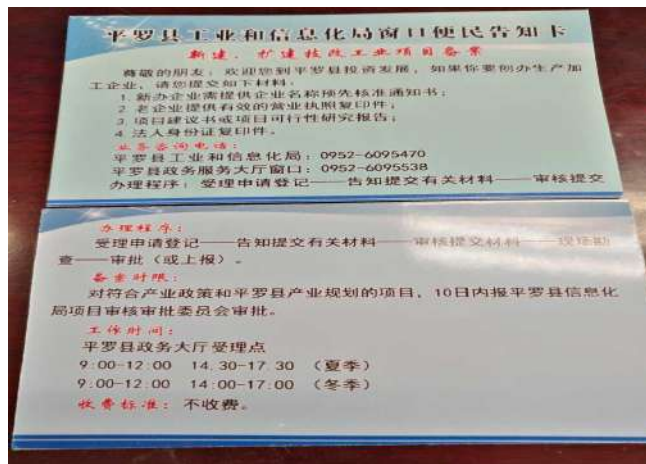 平罗县工业和信息化局窗口便民告知卡
新建、扩建技改工业项目备案
尊敬的朋友:欢迎您到平罗县投资发展,如果你要创办生产加
工企业,请您提交如下材料:
1.新办企业需提供企业名称预先核准通知书;
2.老企业提供有效的营业执照复印件;
3.项目建议书或项目可行性研究报告;
4.法人身份证复印件。
业务咨询电话:
平罗县工业和信息化局:0952-6095470
平罗县政务服务大厅窗口:0952-6095538
办理程序:受理申请登记——告知提交有关材料——审核提交
办理程序:
受理申请登记——告知提交有关材料——审核提交材料——现场勘
查——审批(或上报)。
备案时限:
对符合产业政策和平罗县产业规划的项目,10日内报平罗县信息化
局项目审核审批委员会审批。
工作时间:
平罗县政务大厅受理点
9:00-12:00 14.30-17.30 (夏季)
9:00-12:00 14:00-17:00 (冬季)
收费标准:不收费。